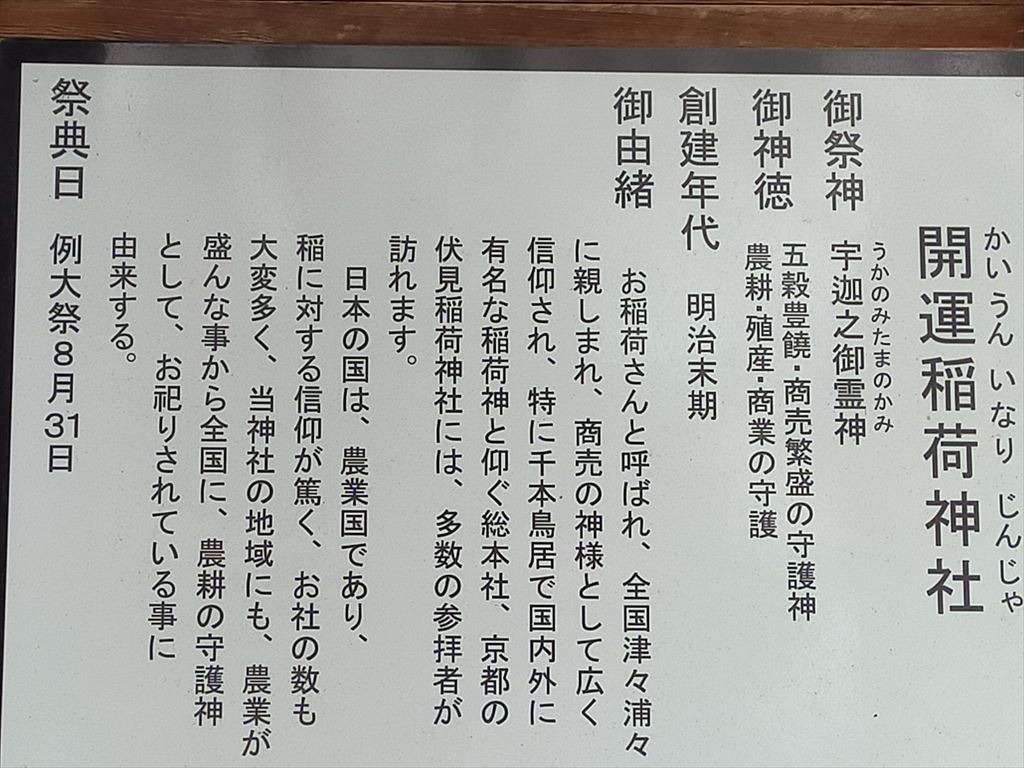 かいうんいなりじんじゃ
開運稲荷神社
うかのみたまのかみ
御祭神 宇迦之御霊神
御神徳 五穀豊饒・商売繁盛の守護神
農耕・殖産・商業の守護
創建年代 明治末期
御由緒 お稲荷さんと呼ばれ、全国津々浦々
に親しまれ、商売の神様として広く
信仰され、特に千本鳥居で国内外に
有名な稲荷神と仰ぐ総本社、京都の
伏見稲荷神社には、多数の参拝者が
訪れます。
日本の国は、農業国であり、
稲に対する信仰が篤く、お社の数も
大変多く、当神社の地域にも、農業が
盛んな事から全国に、農耕の守護神
として、お祀りされている事に
由来する。
祭典日 例大祭8月31日